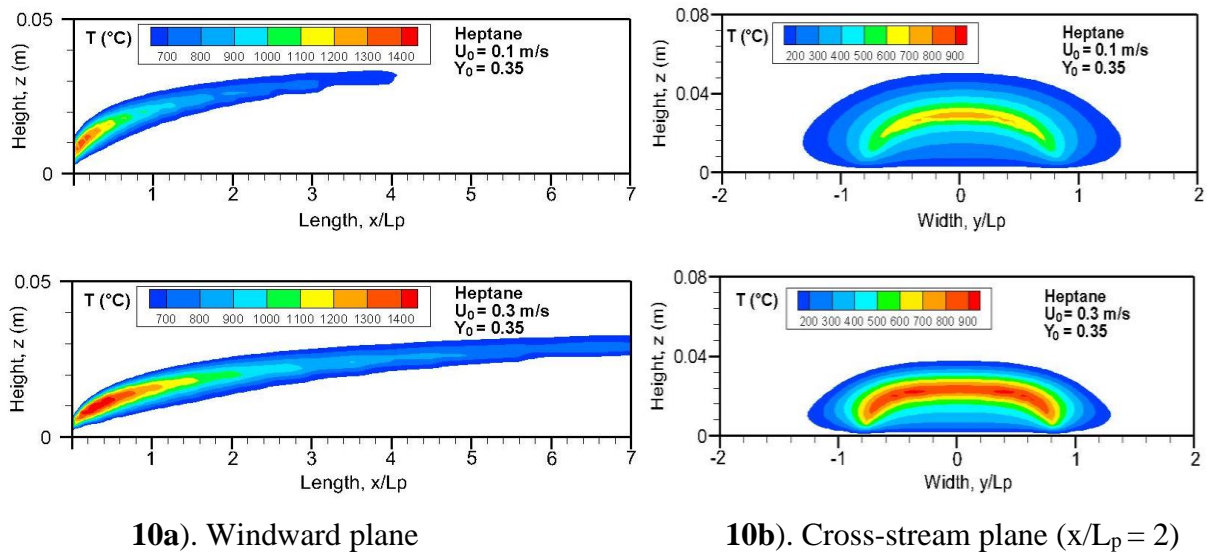 0.05
T (°C)
700 800 900 1000 1100 1200 1300 1400
Heptane
U₀ = 0.1 m/s
Y₀ = 0.35
Height, z (m)
0
1 2 3 4 5 6 7
Length, x/Lp
0.08
T (°C)
200 300 400 500 600 700 800 900
Heptane
U₀ = 0.1 m/s
Y₀ = 0.35
Height, z (m)
0.04
0
-2 -1 0 1 2
Width, y/Lp
0.05
T (°C)
700 800 900 1000 1100 1200 1300 1400
Heptane
U₀ = 0.3 m/s
Y₀ = 0.35
Height, z (m)
0
1 2 3 4 5 6 7
Length, x/Lp
0.08
T (°C)
200 300 400 500 600 700 800 900
Heptane
U₀ = 0.3 m/s
Y₀ = 0.35
Height, z (m)
0.04
0
-2 -1 0 1 2
Width, y/Lp
10a). Windward plane
10b). Cross-stream plane (x/Lₚ = 2)